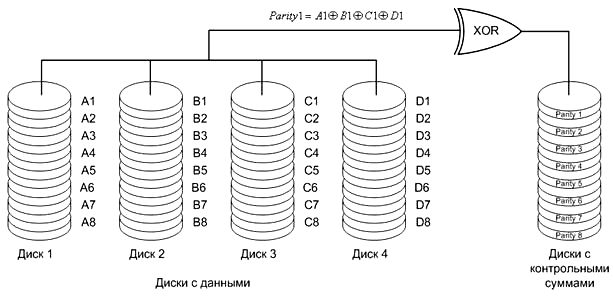 Parity1 = A1⊕B1⊕C1⊕D1
XOR
A1 B1 C1 D1
A2 B2 C2 D2 Parity 1
A3 B3 C3 D3 Parity 2
A4 B4 C4 D4 Parity 3
A5 B5 C5 D5 Parity 4
A6 B6 C6 D6 Parity 5
A7 B7 C7 D7 Parity 6
A8 B8 C8 D8 Parity 7
Parity 8
Диск 1 Диск 2 Диск 3 Диск 4
Диски с данными
Диски с
контрольными
суммами